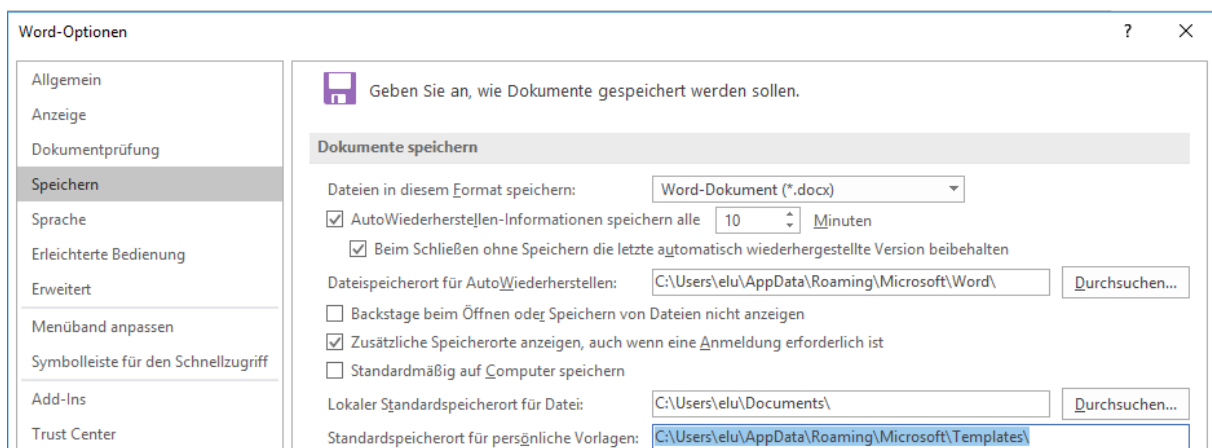 Word-Optionen ?
Allgemein
Anzeige
Dokumentprüfung
Speichern
Sprache
Erleichterte Bedienung
Erweitert
Menüband anpassen
Symbolleiste für den Schnellzugriff
Add-Ins
Trust Center
Geben Sie an, wie Dokumente gespeichert werden sollen.
Dokumente speichern
Dateien in diesem Format speichern: Word-Dokument (*.docx)
AutoWiederherstellen-Informationen speichern alle 10 Minuten
Beim Schließen ohne Speichern die letzte automatisch wiederhergestellte Version beibehalten
Dateispeicherort für AutoWiederherstellen: C:\Users\elu\AppData\Roaming\Microsoft\Word\ Durchsuchen...
Backstage beim Öffnen oder Speichern von Dateien nicht anzeigen
Zusätzliche Speicherorte anzeigen, auch wenn eine Anmeldung erforderlich ist
Standardmäßig auf Computer speichern
Lokaler Standardspeicherort für Datei: C:\Users\elu\Documents\ Durchsuchen...
Standardspeicherort für persönliche Vorlagen: C:\Users\elu\AppData\Roaming\Microsoft\Templates\